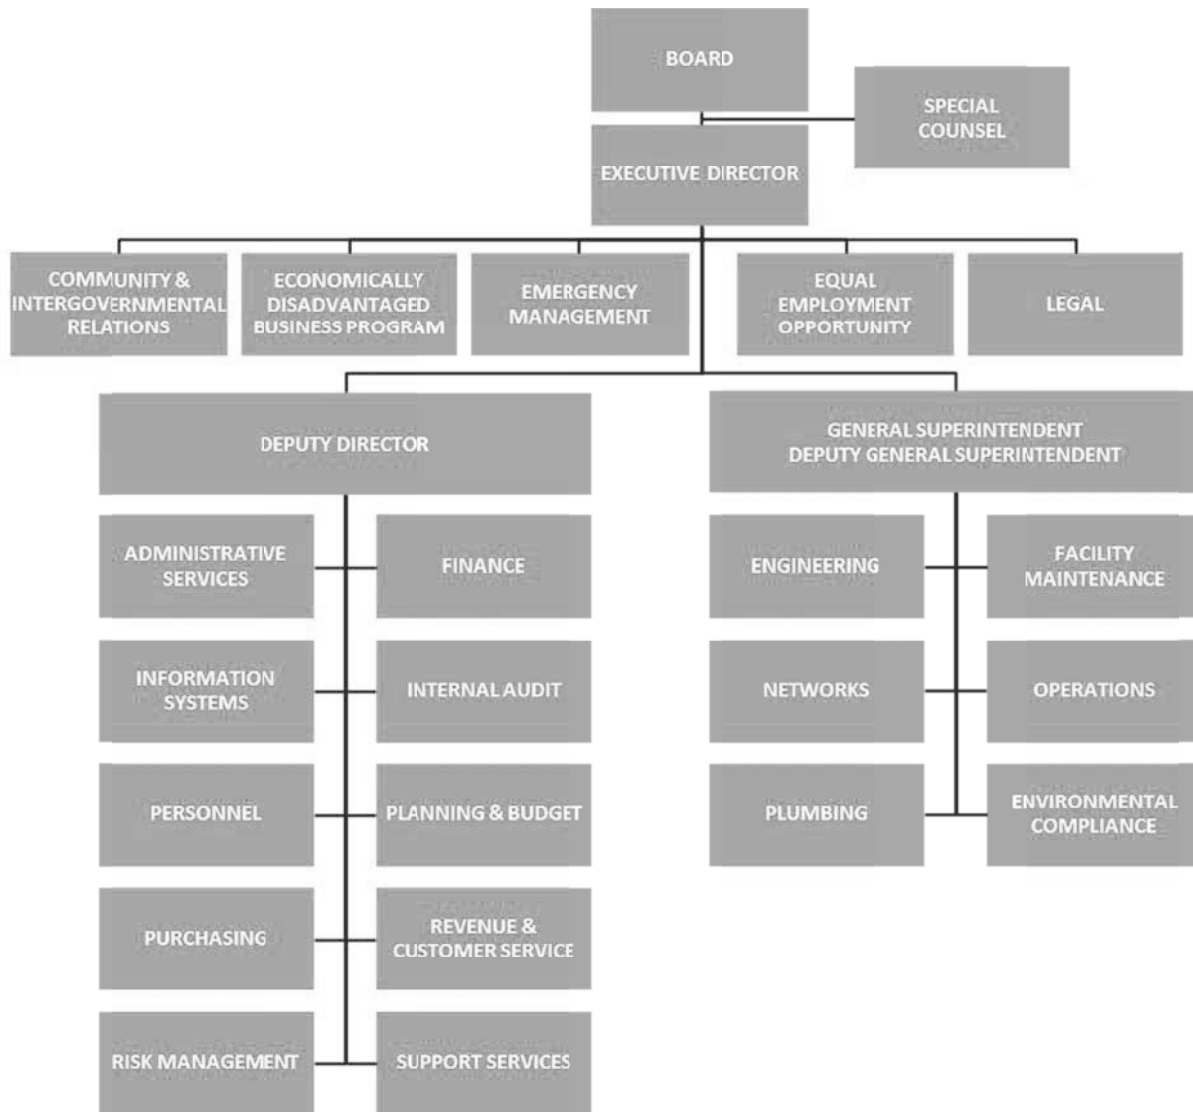 BOARD
SPECIAL
COUNSEL
EXECUTIVE DIRECTOR
COMMUNITY &
INTERGOVERNMENTAL
RELATIONS
ECONOMICALLY
DISADVANTAGED
BUSINESS PROGRAM
EMERGENCY
MANAGEMENT
EQUAL
EMPLOYMENT
OPPORTUNITY
LEGAL
DEPUTY DIRECTOR
GENERAL SUPERINTENDENT
DEPUTY GENERAL SUPERINTENDENT
ADMINISTRATIVE
SERVICES
FINANCE
ENGINEERING
FACILITY
MAINTENANCE
INFORMATION
SYSTEMS
INTERNAL AUDIT
NETWORKS
OPERATIONS
PERSONNEL
PLANNING & BUDGET
PLUMBING
ENVIRONMENTAL
COMPLIANCE
PURCHASING
REVENUE &
CUSTOMER SERVICE
RISK MANAGEMENT
SUPPORT SERVICES